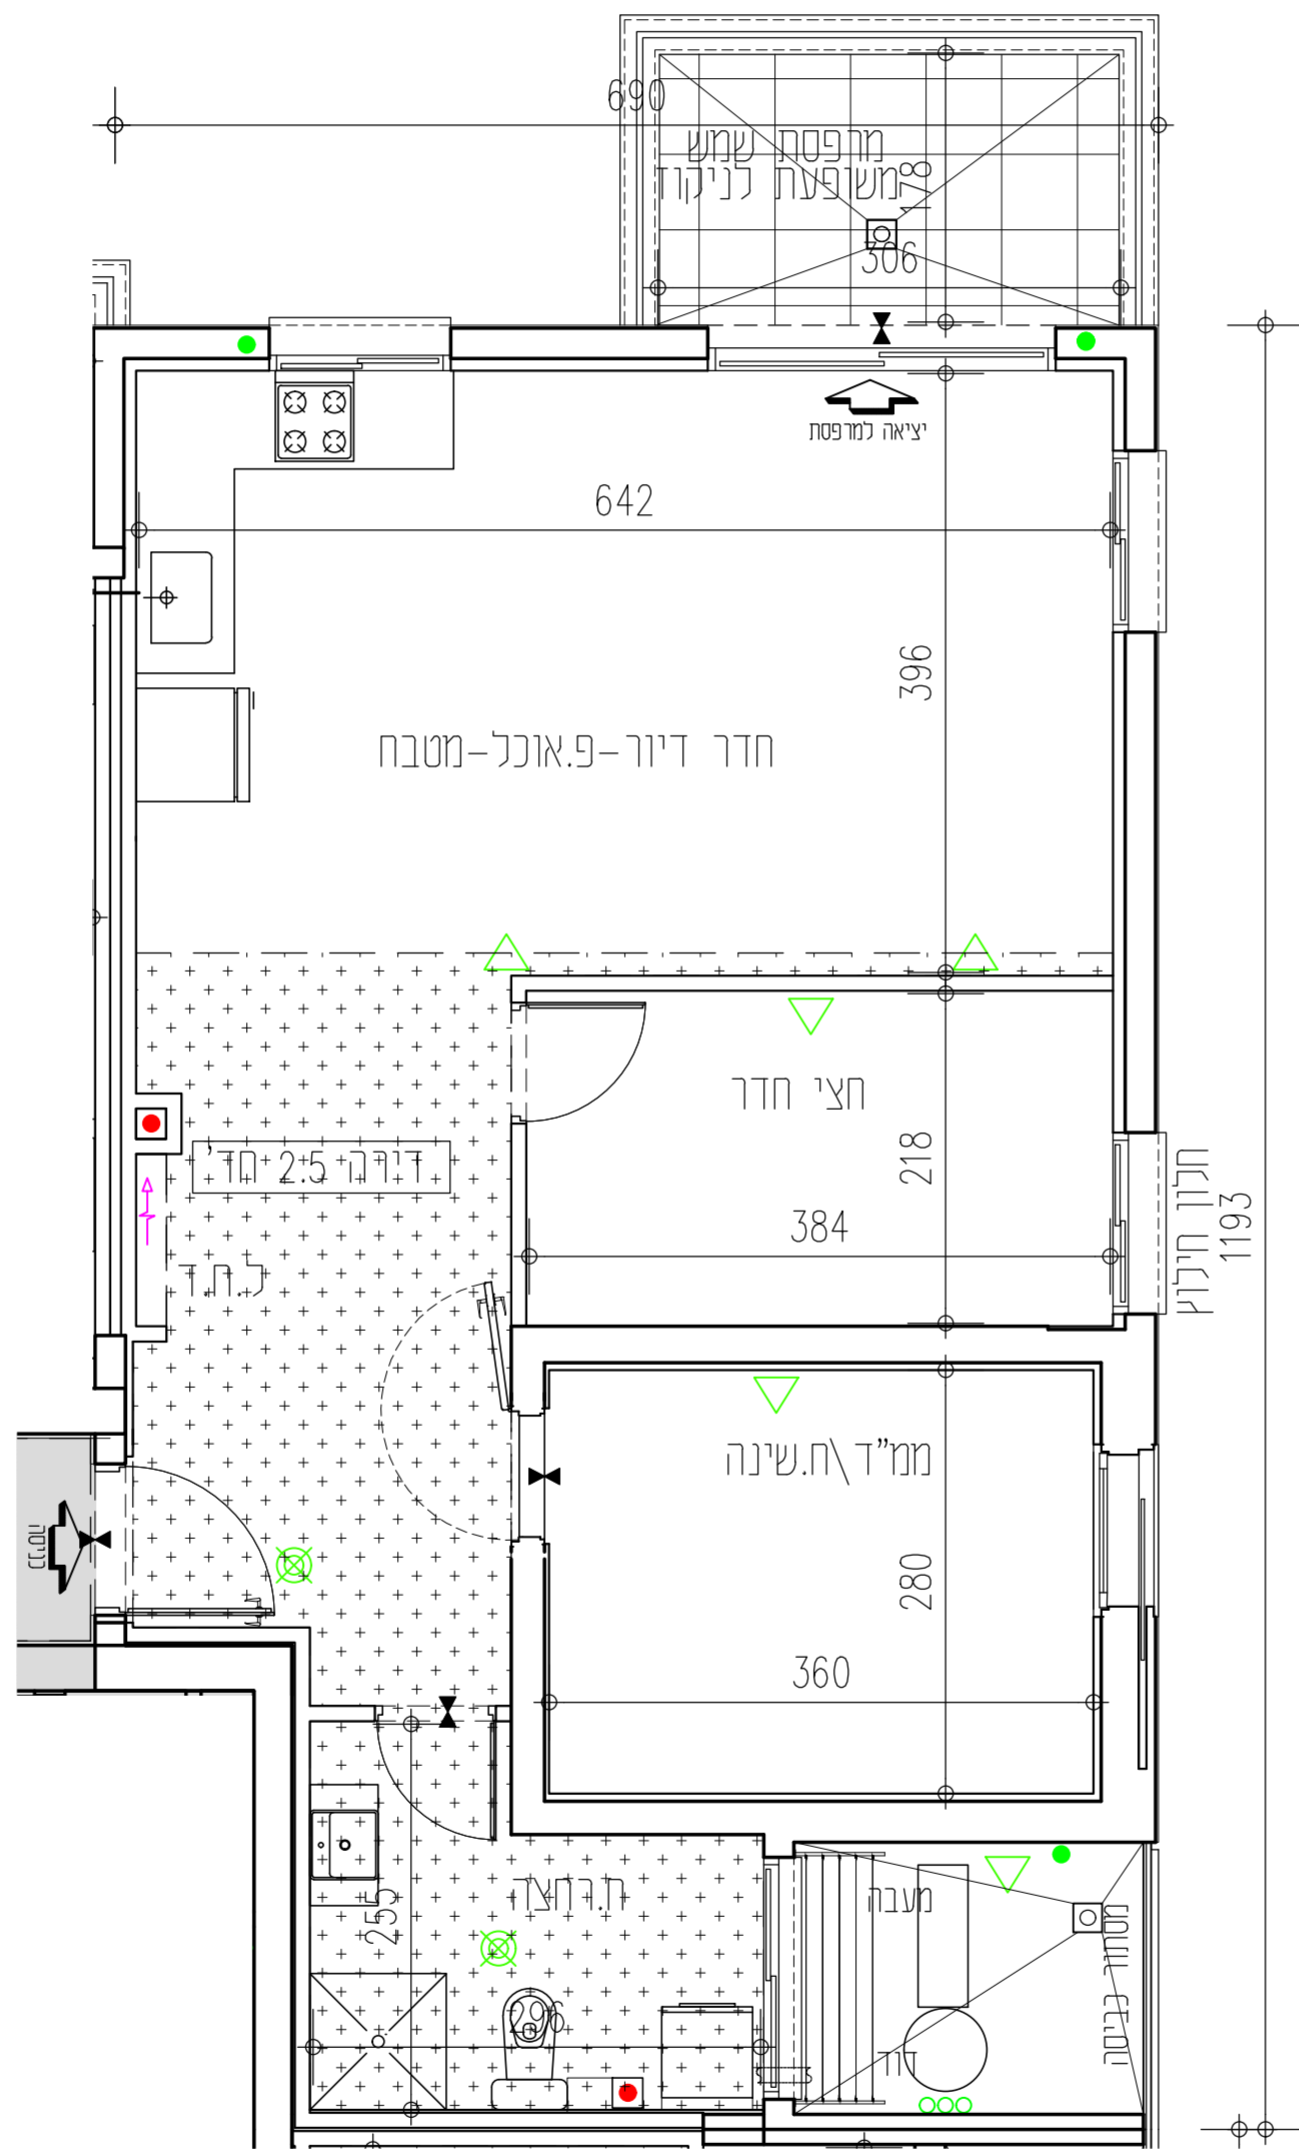 690
מרפסת שמש
משופעת לניקוז
178
306
יציאה למרפסת
642
396
חדר דיור-פ.אוכל-מטבח
חצי חדר
218
384
דירה 2.5 חד'
ל.ח.ד
חלון חילוץ
1193
ממ"ד\ח.שינה
280
360
כניסה
ח.רחצה
255
296
מעבה
דוד
מסתור כביסה